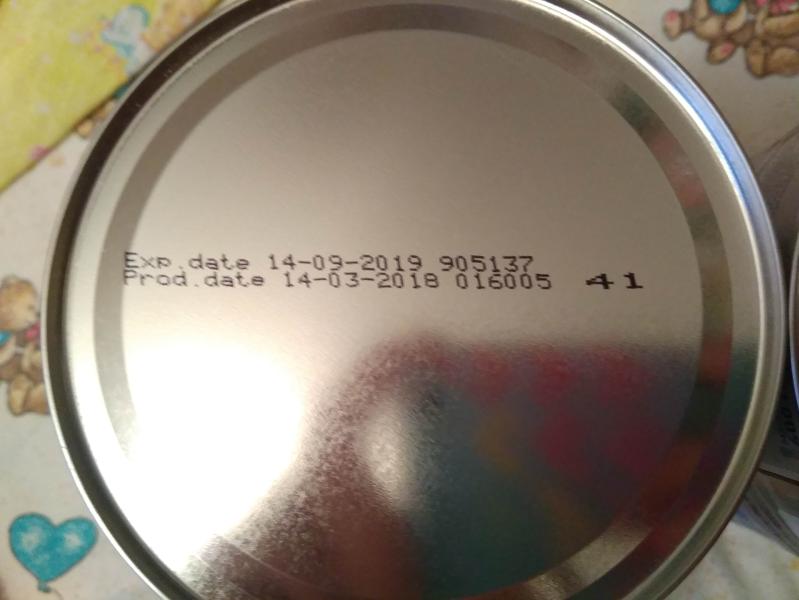 Exp.date 14-09-2019 905137
Prod.date 14-03-2018 016005 41